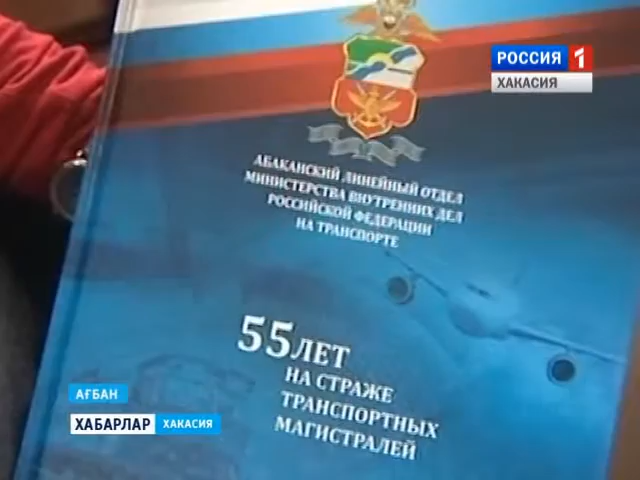 РОССИЯ 1
ХАКАСИЯ
АБАКАНСКИЙ ЛИНЕЙНЫЙ ОТДЕЛ
МИНИСТЕРСТВА ВНУТРЕННИХ ДЕЛ
РОССИЙСКОЙ ФЕДЕРАЦИИ
НА ТРАНСПОРТЕ
55 ЛЕТ
НА СТРАЖЕ
ТРАНСПОРТНЫХ
МАГИСТРАЛЕЙ
АҒБАН
ХАБАРЛАР ХАКАСИЯ